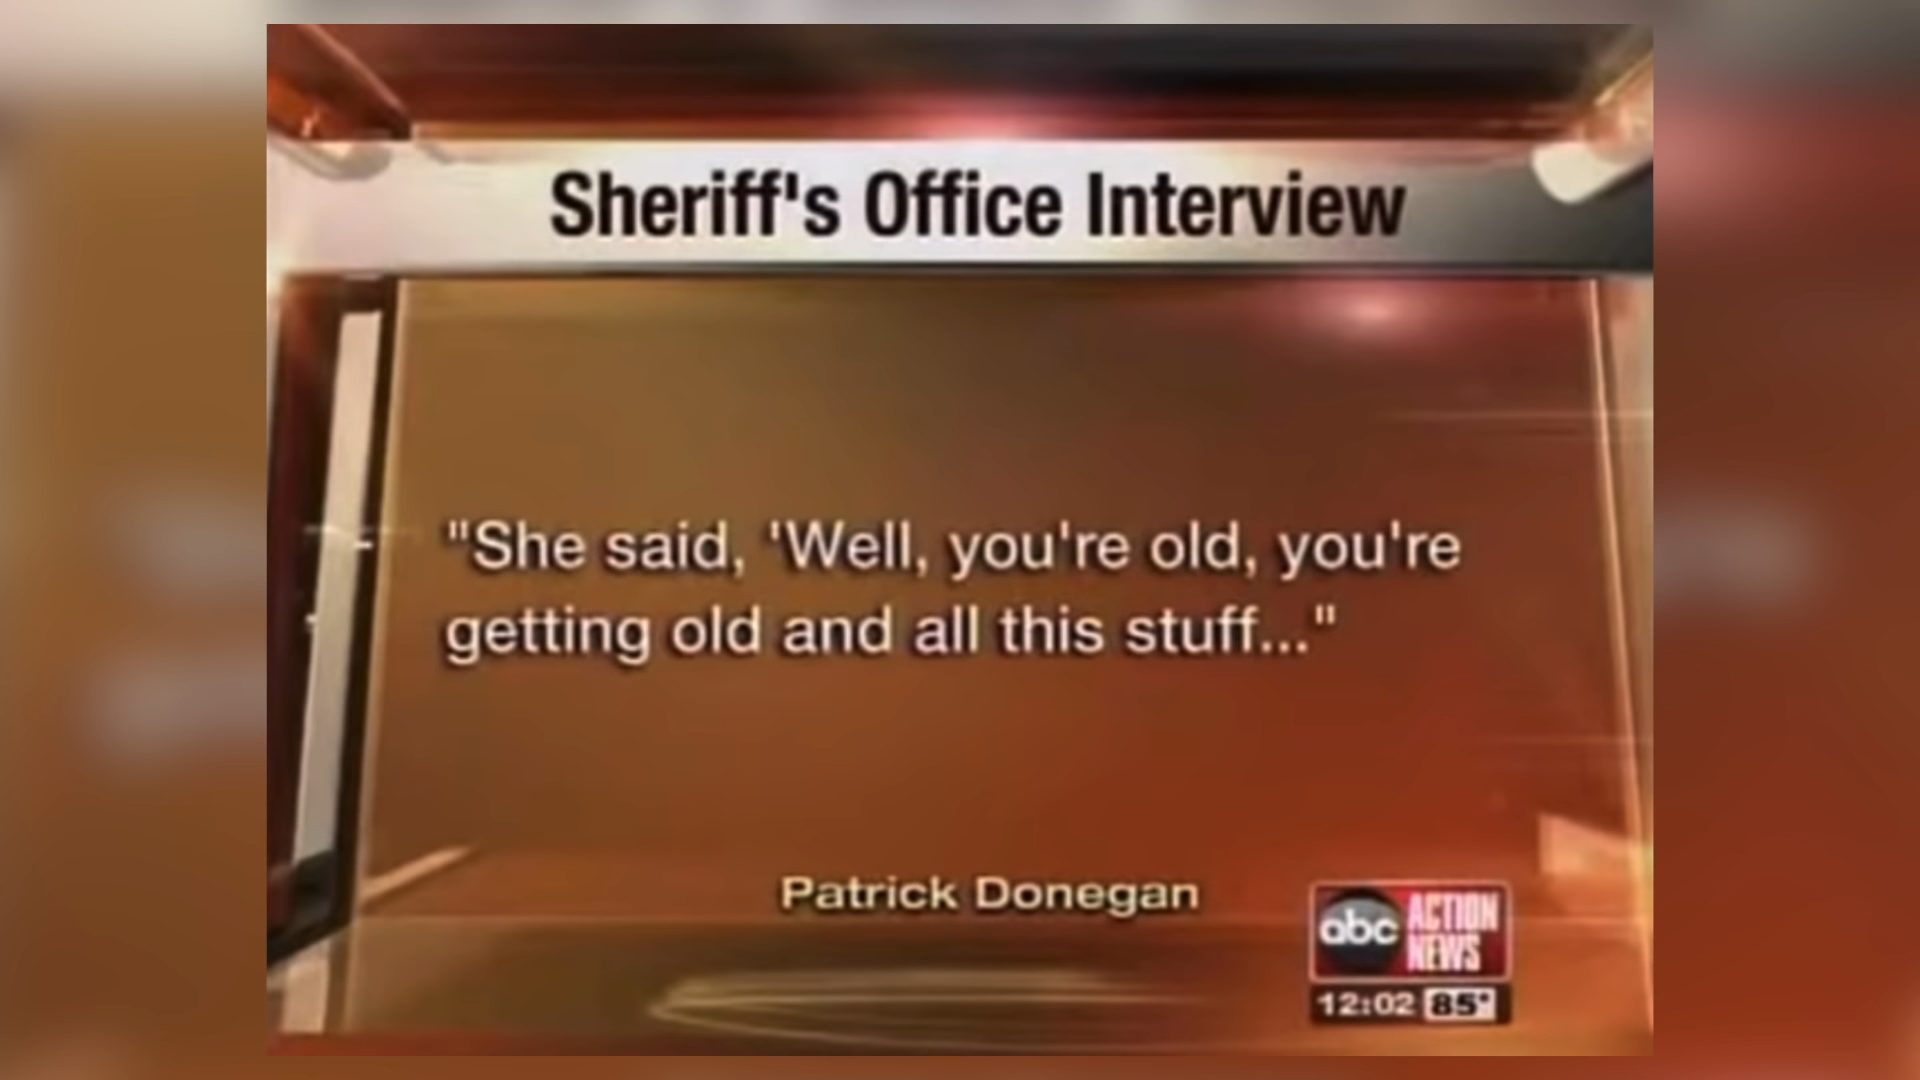 Sheriff's Office Interview
"She said, 'Well, you're old, you're
getting old and all this stuff..."
Patrick Donegan
abc ACTION
NEWS
12:02 85°